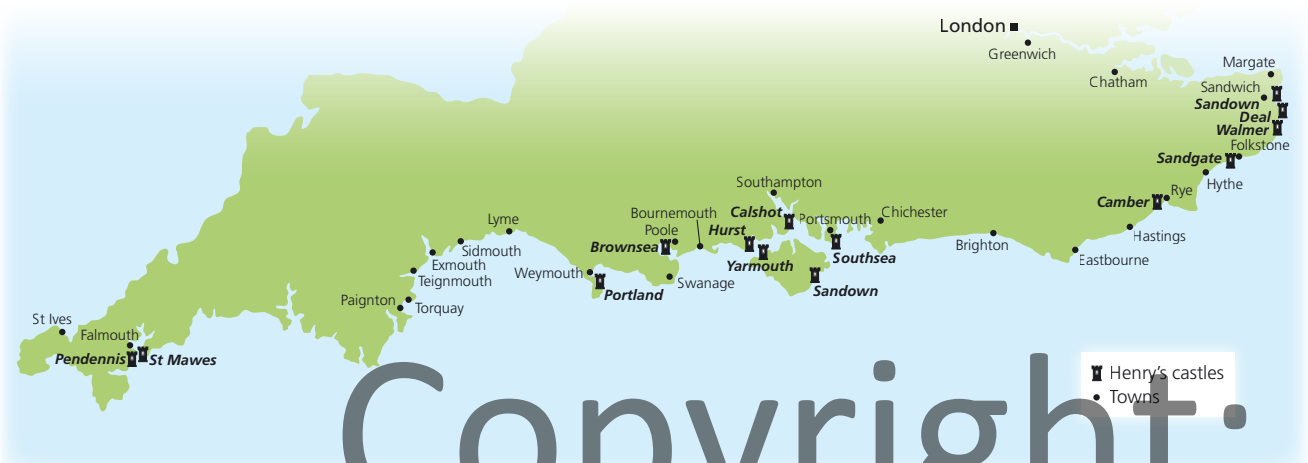 London
Greenwich
Chatham
Margate
Sandwich
Sandown
Deal
Walmer
Folkstone
Sandgate
Hythe
Rye
Camber
Hastings
Eastbourne
Brighton
Chichester
Portsmouth
Southsea
Southampton
Calshot
Hurst
Yarmouth
Sandown
Bournemouth
Poole
Brownsea
Swanage
Weymouth
Portland
Lyme
Sidmouth
Exmouth
Teignmouth
Torquay
Paignton
St Ives
Falmouth
Pendennis
St Mawes
Henry's castles
Towns
Copyright: